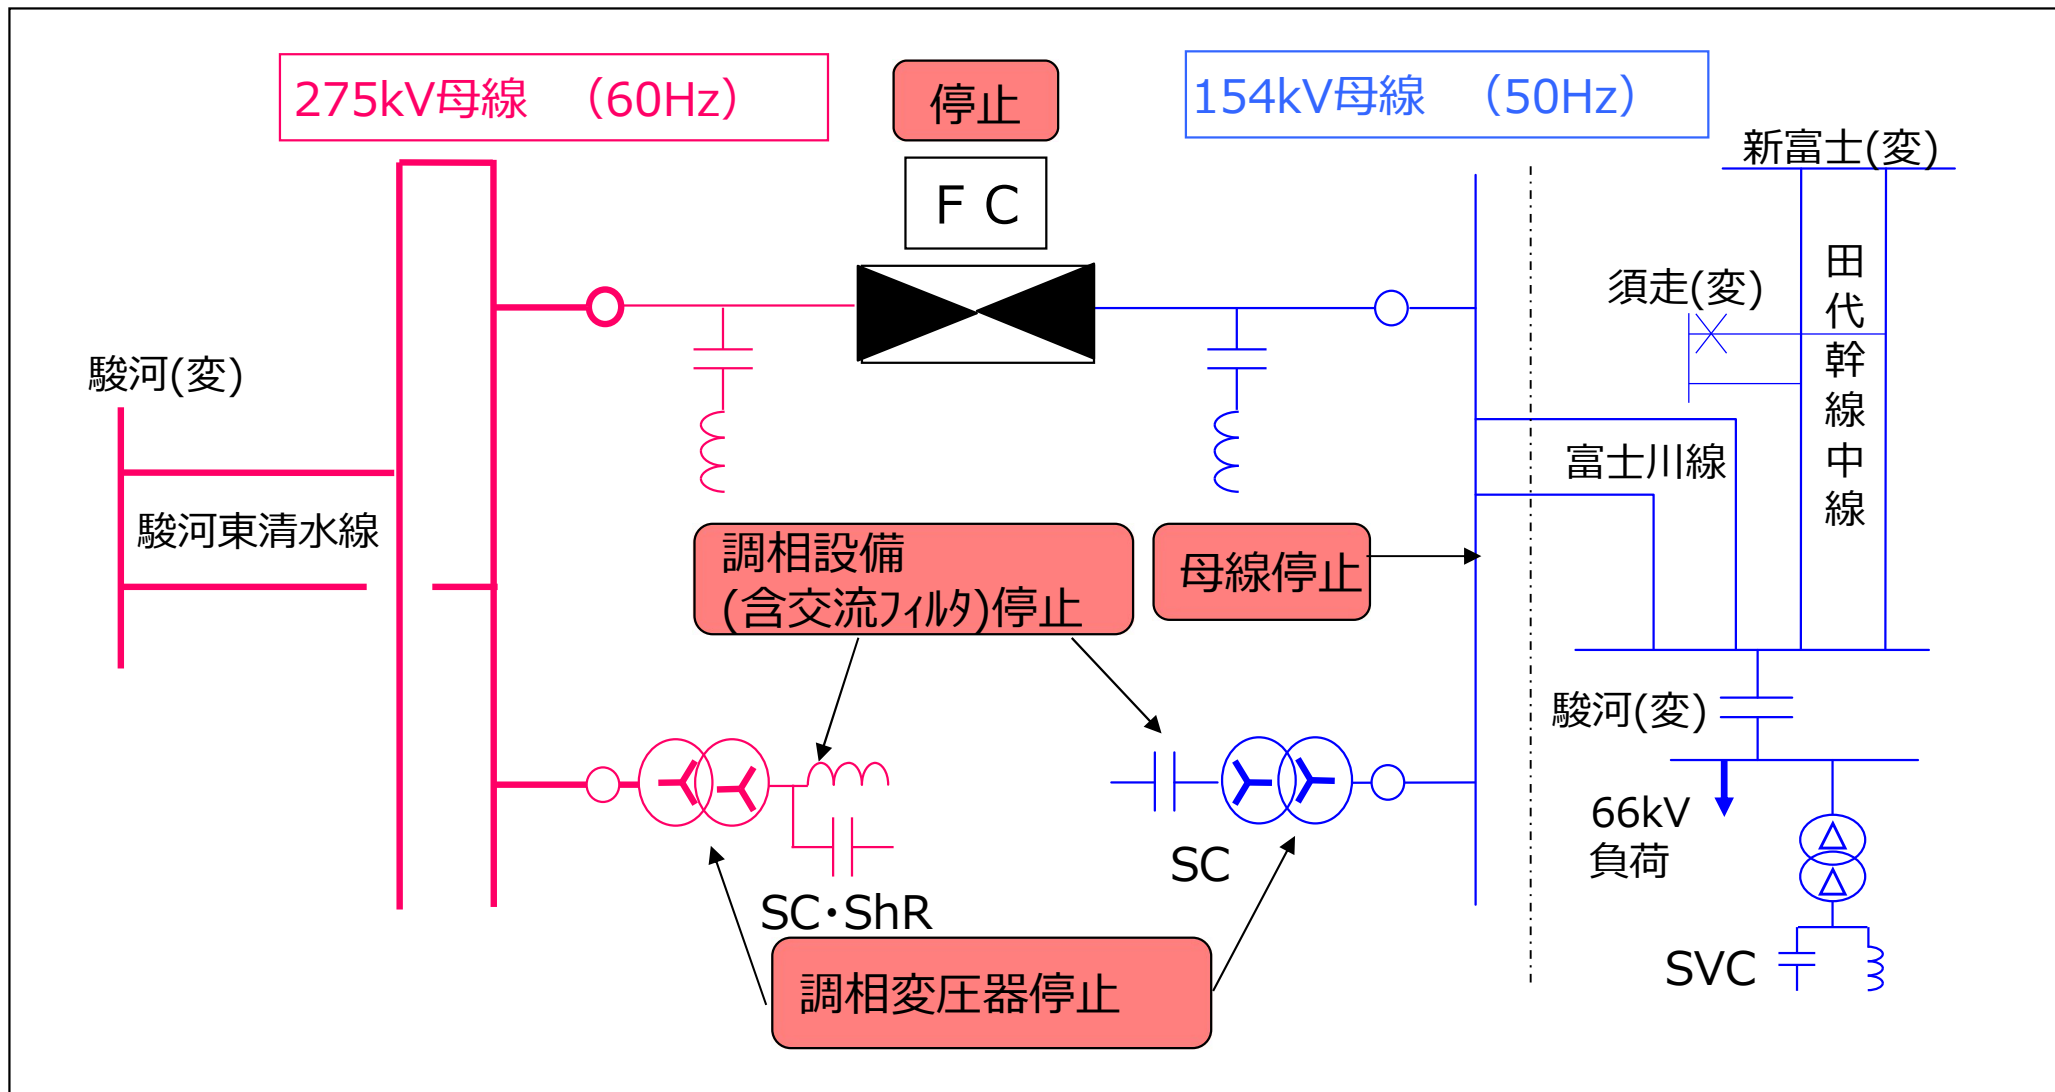 275kV母線　（60Hz）
停止
154kV母線　（50Hz）
ＦＣ
新富士(変)
須走(変)
田代幹線中線
駿河(変)
富士川線
駿河東清水線
調相設備
(含交流ﾌｨﾙﾀ)停止
母線停止
駿河(変)
66kV
負荷
SC
SC・ShR
SVC
調相変圧器停止